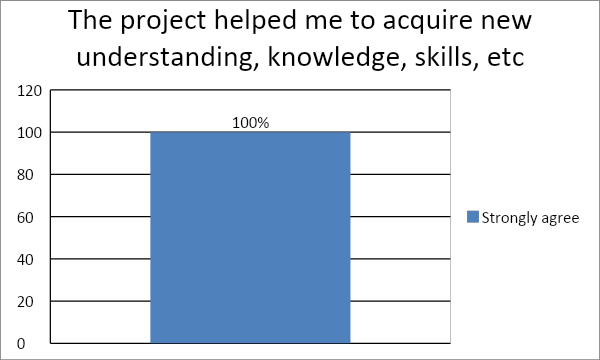 The project helped me to acquire new
understanding, knowledge, skills, etc
120
100
80
60
40
20
0
100%
Strongly agree